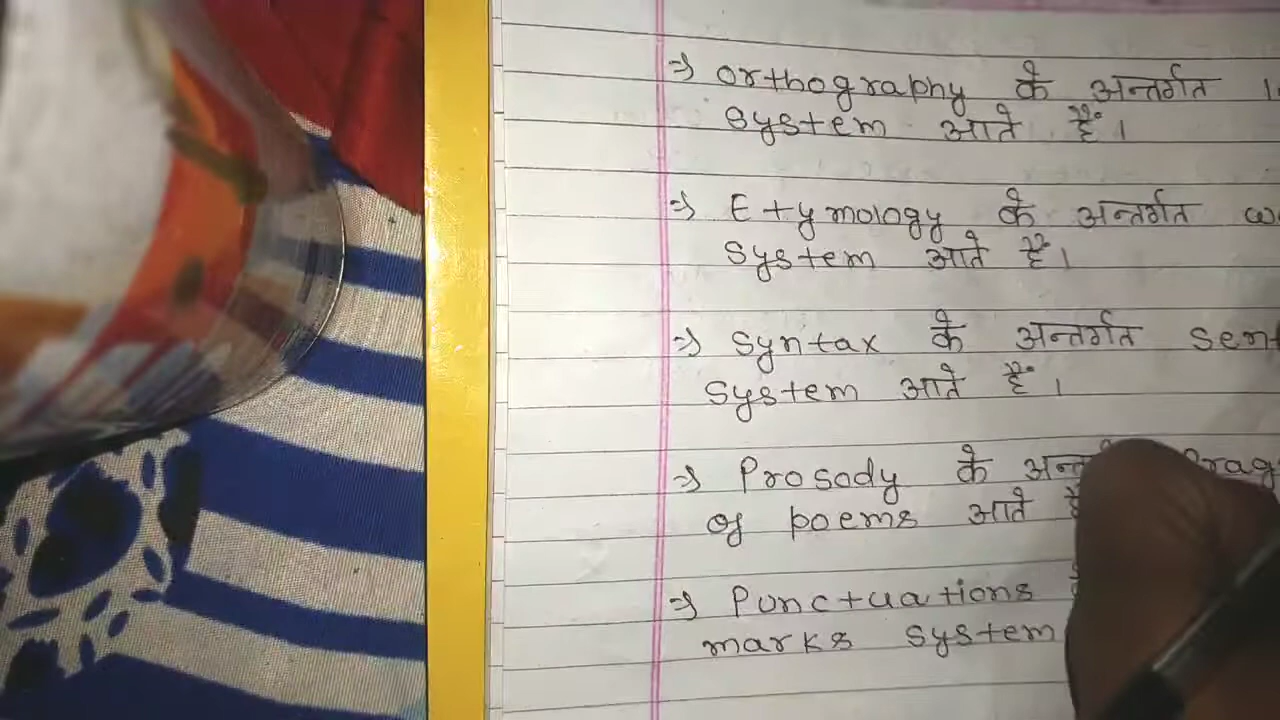 ⇒ Orthography के अन्तर्गत
system आते हैं।
⇒ Etymology के अन्तर्गत
system आते हैं।
⇒ Syntax के अन्तर्गत
system आते हैं।
⇒ Prosody के
of poems आते
⇒ Punctuations
marks system